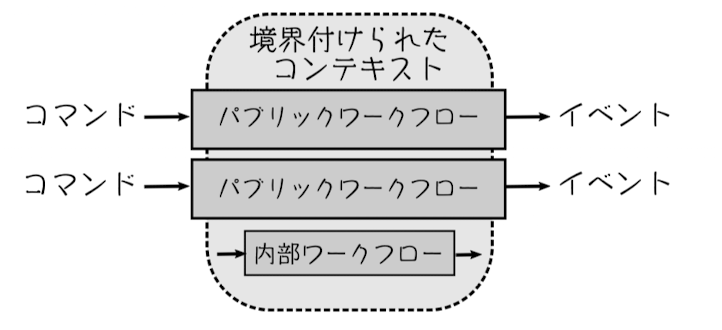 境界付けられた
コンテキスト
コマンド
パブリックワークフロー
イベント
コマンド
パブリックワークフロー
イベント
内部ワークフロー